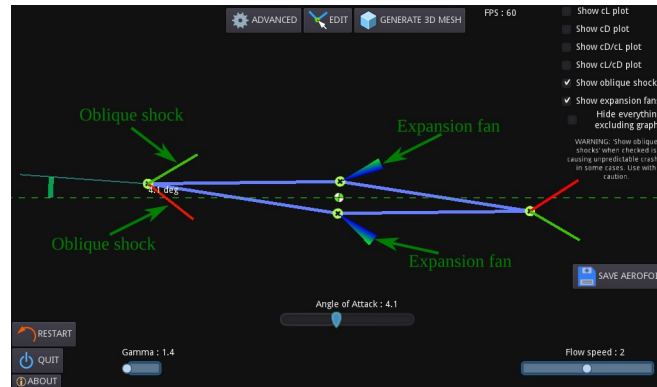 ADVANCED
EDIT
GENERATE 3D MESH
FPS : 60
Show cL plot
Show cD plot
Show cD/cL plot
Show cL/cD plot
Show oblique shock
Show expansion fan
Hide everythin
excluding graph
WARNING: 'Show oblique
shocks' when checked is
causing unpredictable crash
in some cases. Use with
caution.
Oblique shock
Expansion fan
4.1 deg
Oblique shock
Expansion fan
SAVE AEROFOI
Angle of Attack : 4.1
RESTART
QUIT
ABOUT
Gamma : 1.4
Flow speed : 2